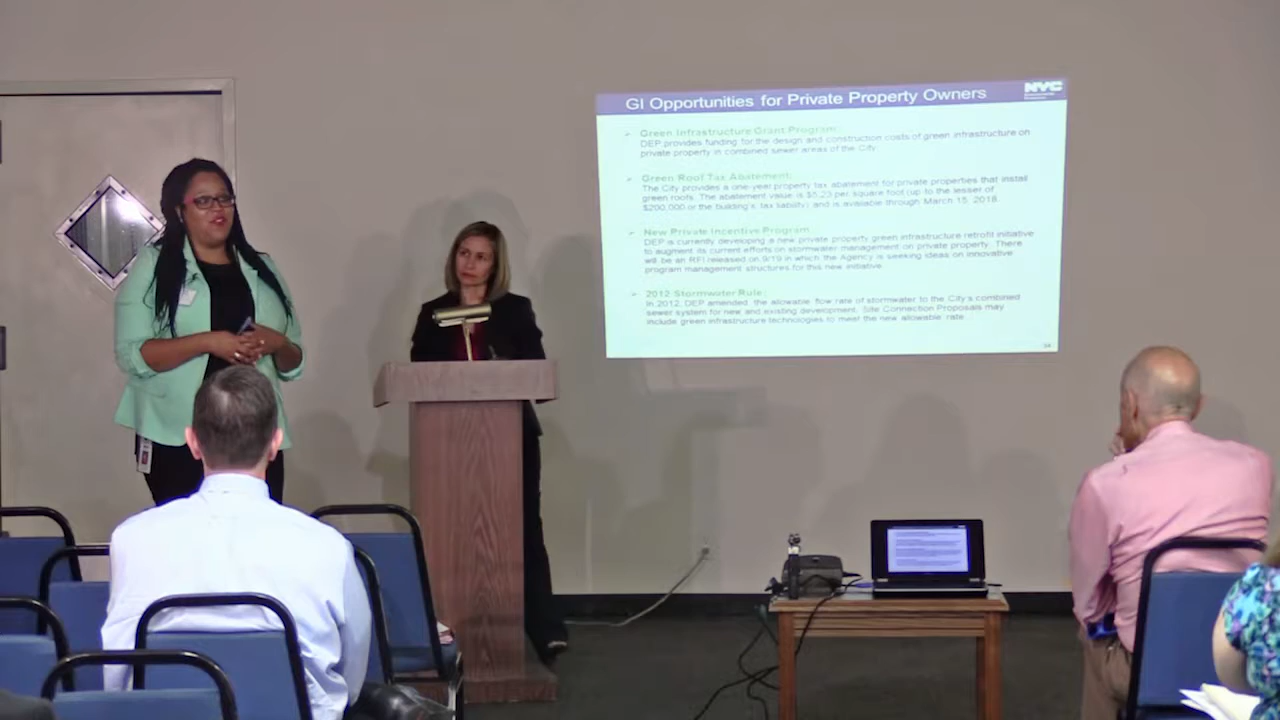 GI Opportunities for Private Property Owners
NYC
Green Infrastructure Grant Program:
DEP provides funding for the design and construction costs of green infrastructure on
private property in combined sewer areas of the City.
Green Roof Tax Abatement:
The City provides a one-year property tax abatement for private properties that install
green roofs. The abatement value is $5.23 per square foot (up to the lesser of
$200,000 or the building's tax liability) and is available through March 15, 2018.
New Private Incentive Program
DEP is currently developing a new private property green infrastructure retrofit initiative
to augment its current efforts on stormwater management on private property. There
will be an RFI released on 9/19 in which the Agency is seeking ideas on innovative
program management structures for this new initiative.
2012 Stormwater Rule:
In 2012, DEP amended the allowable flow rate of stormwater to the City's combined
sewer system for new and existing development. Site Connection Proposals may
include green infrastructure technologies to meet the new allowable rate